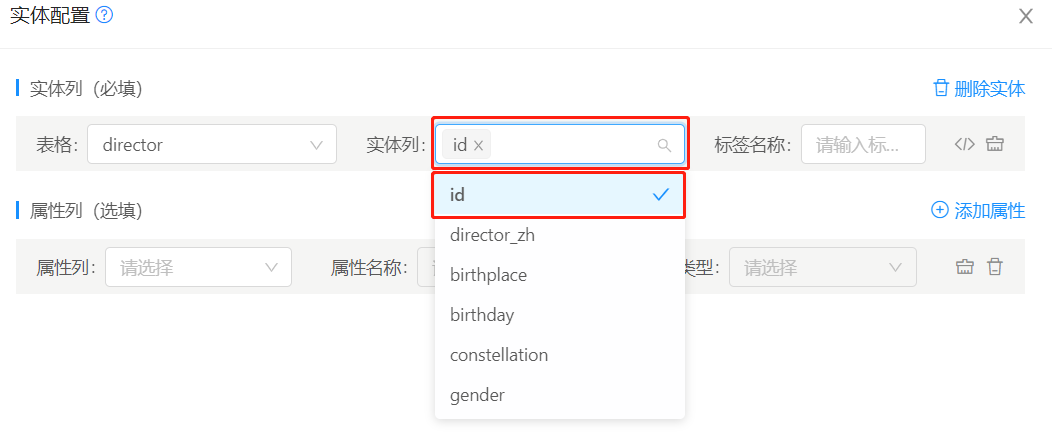 实体配置
实体列（必填）
删除实体
表格: director 实体列: id 标签名称: 请输入标...
id
属性列（选填）
添加属性
director_zh
属性列: 请选择 属性名称: 类型: 请选择
birthplace
birthday
constellation
gender